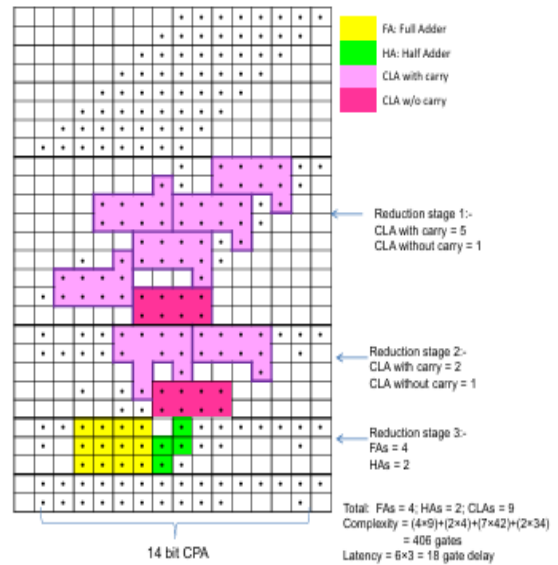 FA: Full Adder
HA: Half Adder
CLA with carry
CLA w/o carry
Reduction stage 1:-
CLA with carry = 5
CLA without carry = 1
Reduction stage 2:-
CLA with carry = 2
CLA without carry = 1
Reduction stage 3:-
FAs = 4
HAs = 2
Total: FAs = 4; HAs = 2; CLAs = 9
Complexity = (4×9)+(2×4)+(7×42)+(2×34)
= 406 gates
Latency = 6×3 = 18 gate delay
14 bit CPA